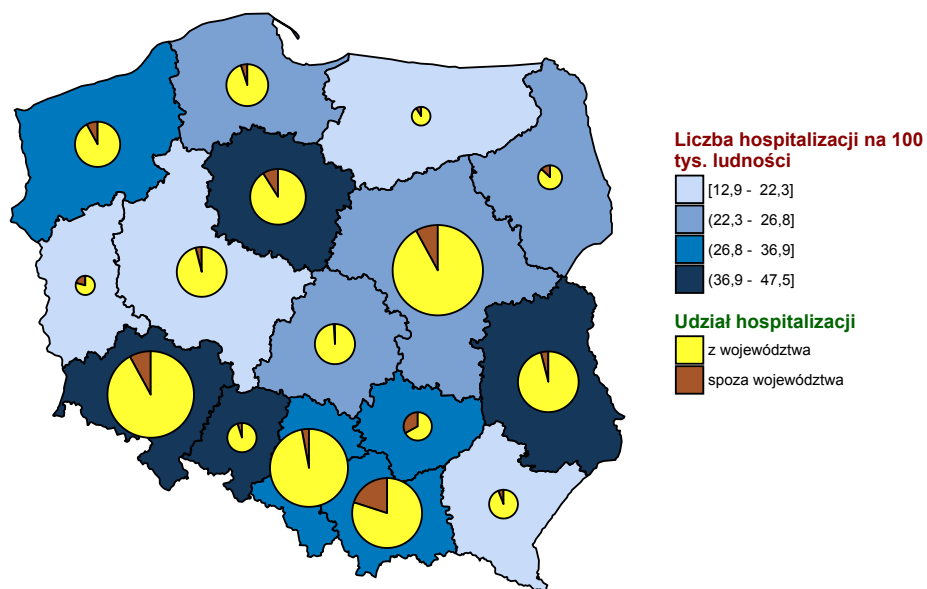 Liczba hospitalizacji na 100
tys. ludności
[12,9 - 22,3]
(22,3 - 26,8]
(26,8 - 36,9]
(36,9 - 47,5]
Udział hospitalizacji
z województwa
spoza województwa